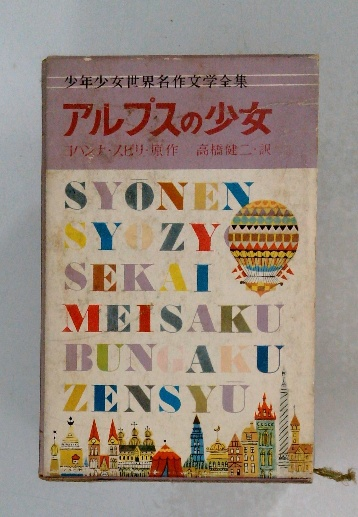 少年少女世界名作文学全集
アルプスの少女
ヨハンナ・スピリ・原作 高橋健二・訳
SYŌNEN
SYOZYO
SEKAI
MEISAKU
BUNGAKU
ZENSYŪ